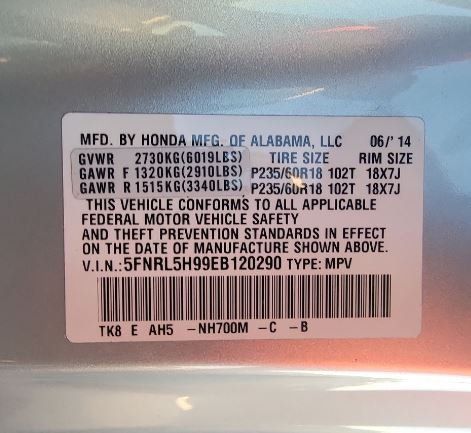 MFD. BY HONDA MFG. OF ALABAMA, LLC 06/'14
GVWR 2730KG(6019LBS) TIRE SIZE RIM SIZE
GAWR F 1320KG(2910LBS) P235/60R18 102T 18X7J
GAWR R 1515KG(3340LBS) P235/60R18 102T 18X7J
THIS VEHICLE CONFORMS TO ALL APPLICABLE
FEDERAL MOTOR VEHICLE SAFETY
AND THEFT PREVENTION STANDARDS IN EFFECT
ON THE DATE OF MANUFACTURE SHOWN ABOVE.
V.I.N.:5FNRL5H99EB120290 TYPE: MPV
TK8 E AH5 -NH700M -C -B